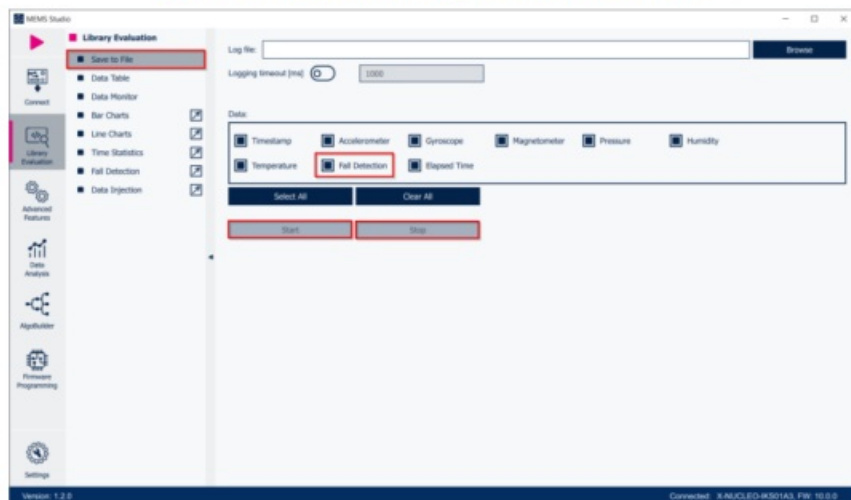 MEMS Studio
Connect
Library
Evaluation
Advanced
Features
Data
Analysis
AlgoBuilder
Firmware
Programming
Settings
Library Evaluation
Save to File
Data Table
Data Monitor
Bar Charts
Line Charts
Time Statistics
Fall Detection
Data Injection
Log file:
Browse
Logging timeout [ms]
1000
Data:
Timestamp Accelerometer Gyroscope Magnetometer Pressure Humidity
Temperature Fall Detection Elapsed Time
Select All Clear All
Start Stop
Version: 1.2.0 Connected: X-NUCLEO-IKS01A3, FW: 10.0.0